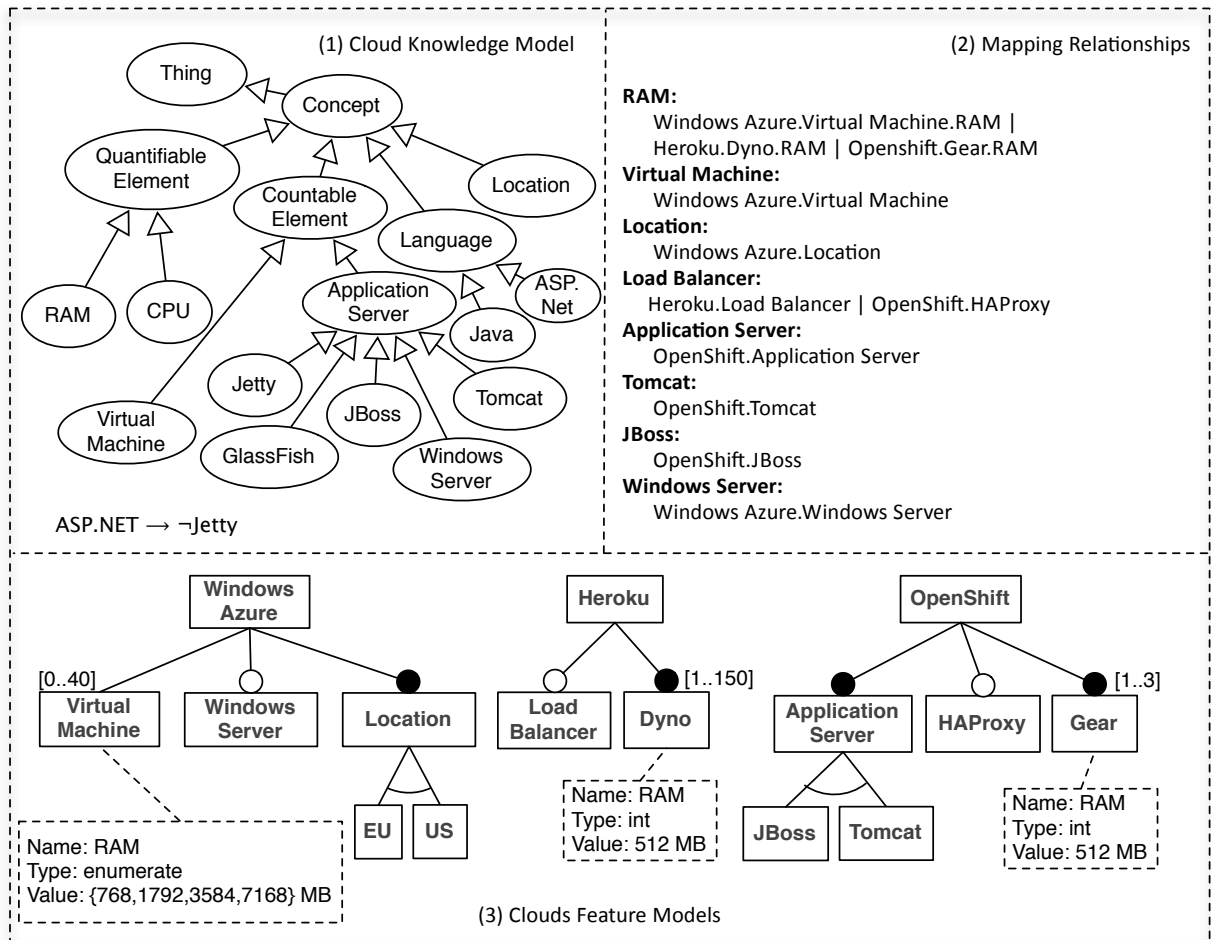 (1) Cloud Knowledge Model
Thing
Concept
Quantifiable
Element
Countable
Element
Location
Language
RAM
CPU
Application
Server
ASP.
Net
Java
Jetty
JBoss
Tomcat
Virtual
Machine
GlassFish
Windows
Server
ASP.NET → ¬Jetty
(2) Mapping Relationships
RAM:
Windows Azure.Virtual Machine.RAM |
Heroku.Dyno.RAM | Openshift.Gear.RAM
Virtual Machine:
Windows Azure.Virtual Machine
Location:
Windows Azure.Location
Load Balancer:
Heroku.Load Balancer | OpenShift.HAProxy
Application Server:
OpenShift.Application Server
Tomcat:
OpenShift.Tomcat
JBoss:
OpenShift.JBoss
Windows Server:
Windows Azure.Windows Server
Windows
Azure
[0..40]
Virtual
Machine
Windows
Server
Location
EU
US
Name: RAM
Type: enumerate
Value: {768,1792,3584,7168} MB
Heroku
Load
Balancer
[1..150]
Dyno
Name: RAM
Type: int
Value: 512 MB
OpenShift
Application
Server
HAProxy
[1..3]
Gear
JBoss
Tomcat
Name: RAM
Type: int
Value: 512 MB
(3) Clouds Feature Models